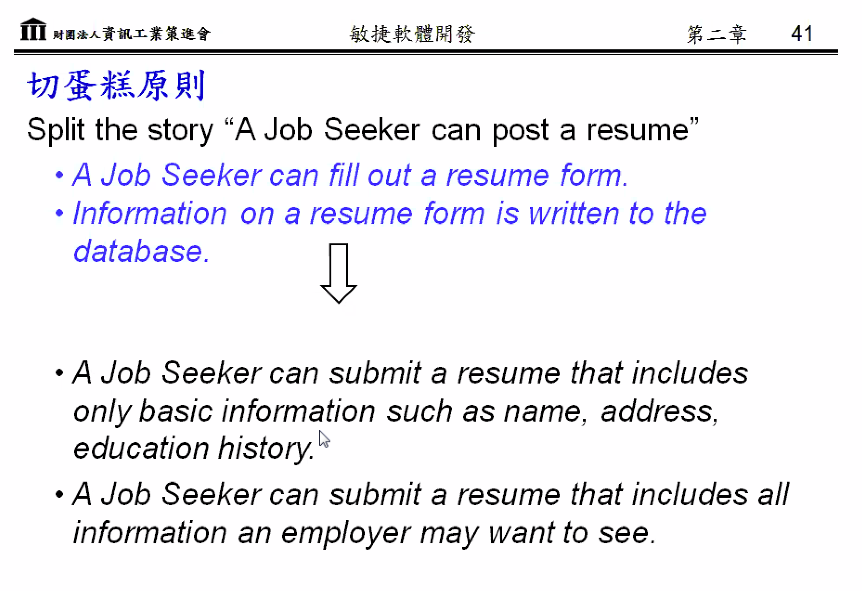 財團法人資訊工業策進會 敏捷軟體開發 第二章 41
切蛋糕原則
Split the story “A Job Seeker can post a resume”
• A Job Seeker can fill out a resume form.
• Information on a resume form is written to the
database.
• A Job Seeker can submit a resume that includes
only basic information such as name, address,
education history.
• A Job Seeker can submit a resume that includes all
information an employer may want to see.